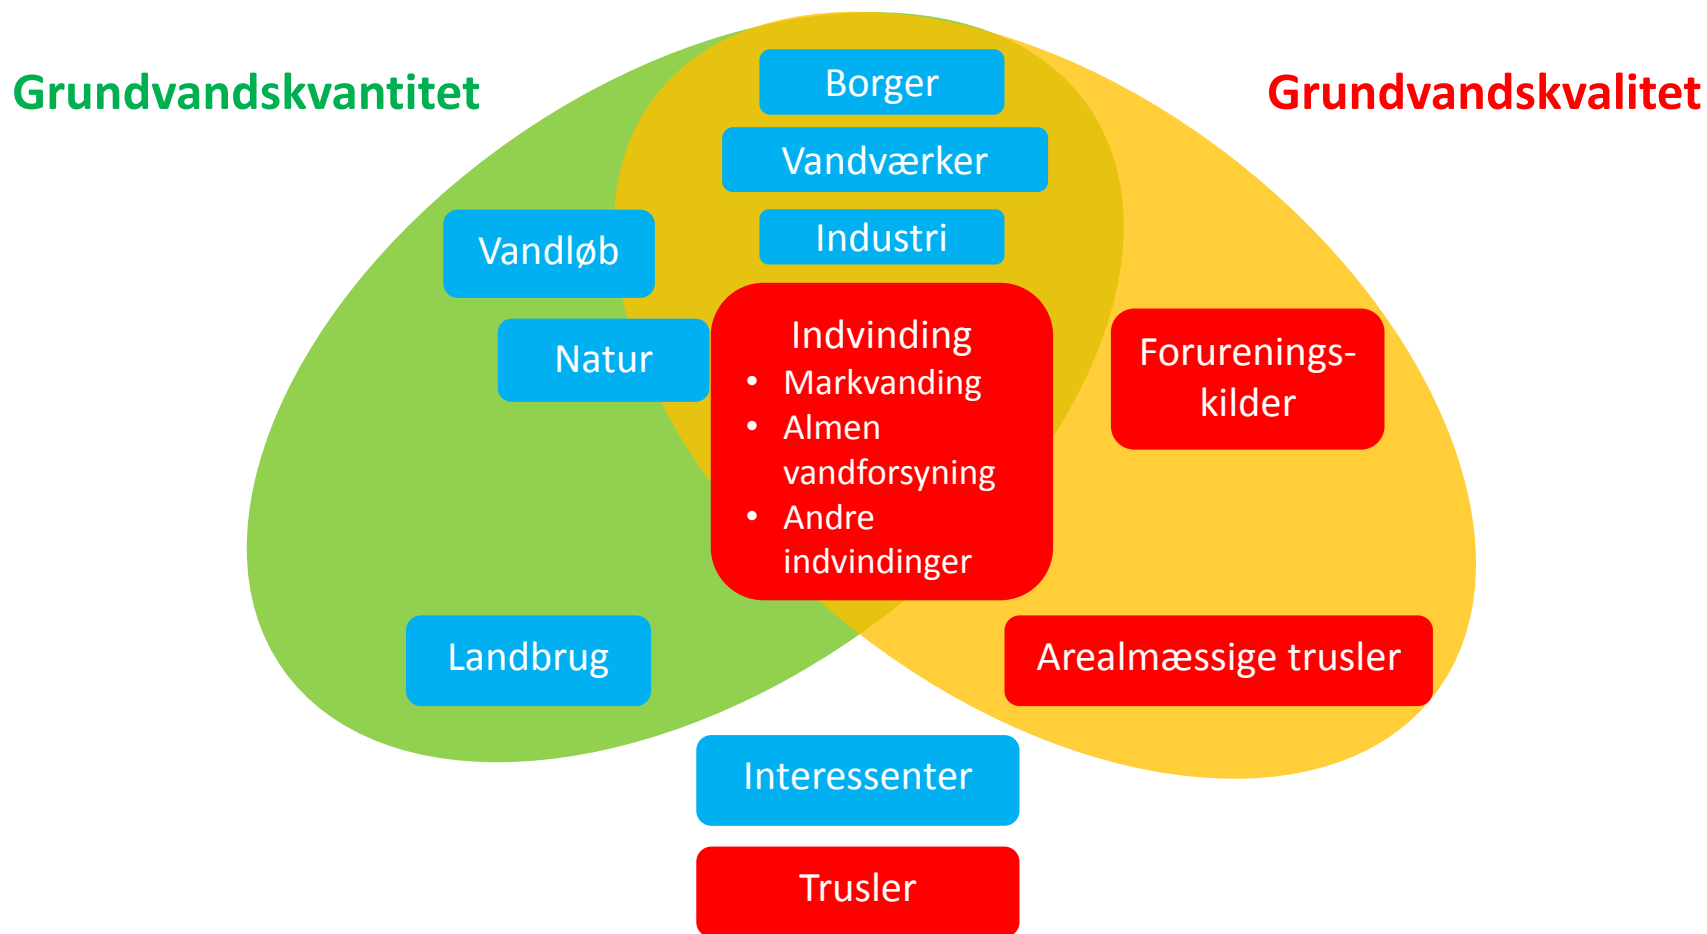 Grundvandskvantitet
Grundvandskvalitet
Borger
Vandværker
Industri
Vandløb
Natur
Indvinding
• Markvanding
• Almen
vandforsyning
• Andre
indvindinger
Forurenings-
kilder
Landbrug
Arealmæssige trusler
Interessenter
Trusler